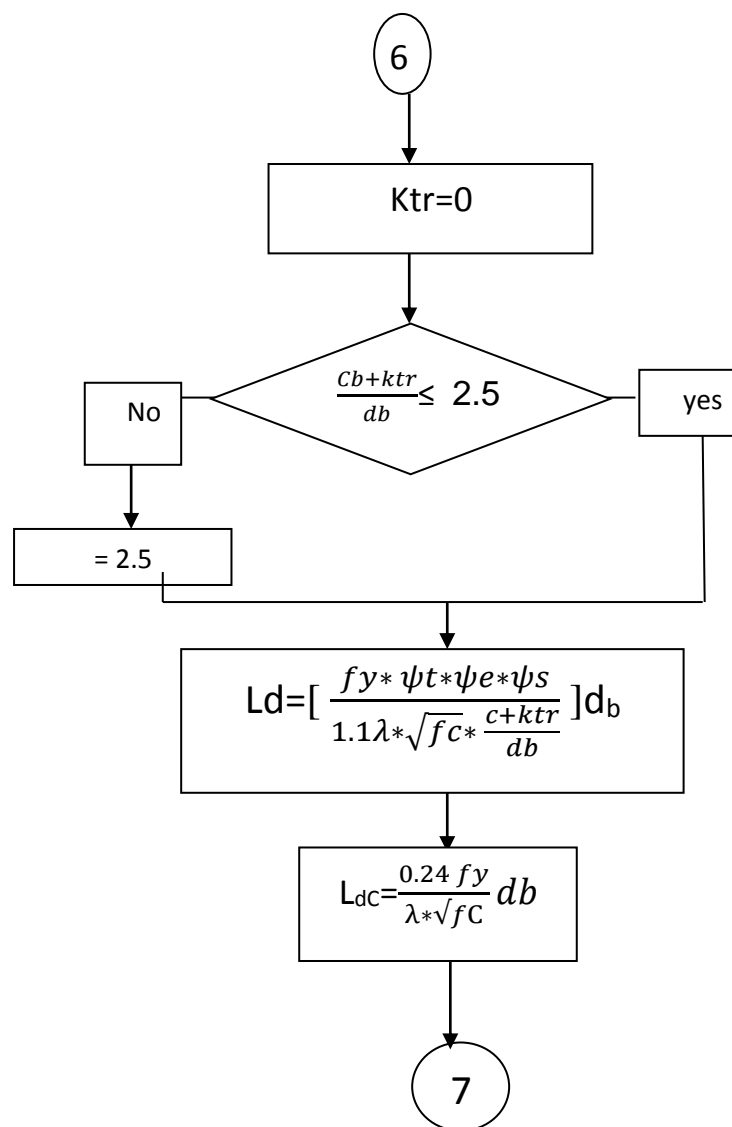 6
Ktr=0
Cb+ktr/db ≤ 2.5
No
yes
= 2.5
Ld=[ fy* ψt*ψe*ψs / 1.1λ*√fc* c+ktr/db ]db
LdC= 0.24 fy / λ*√fC db
7